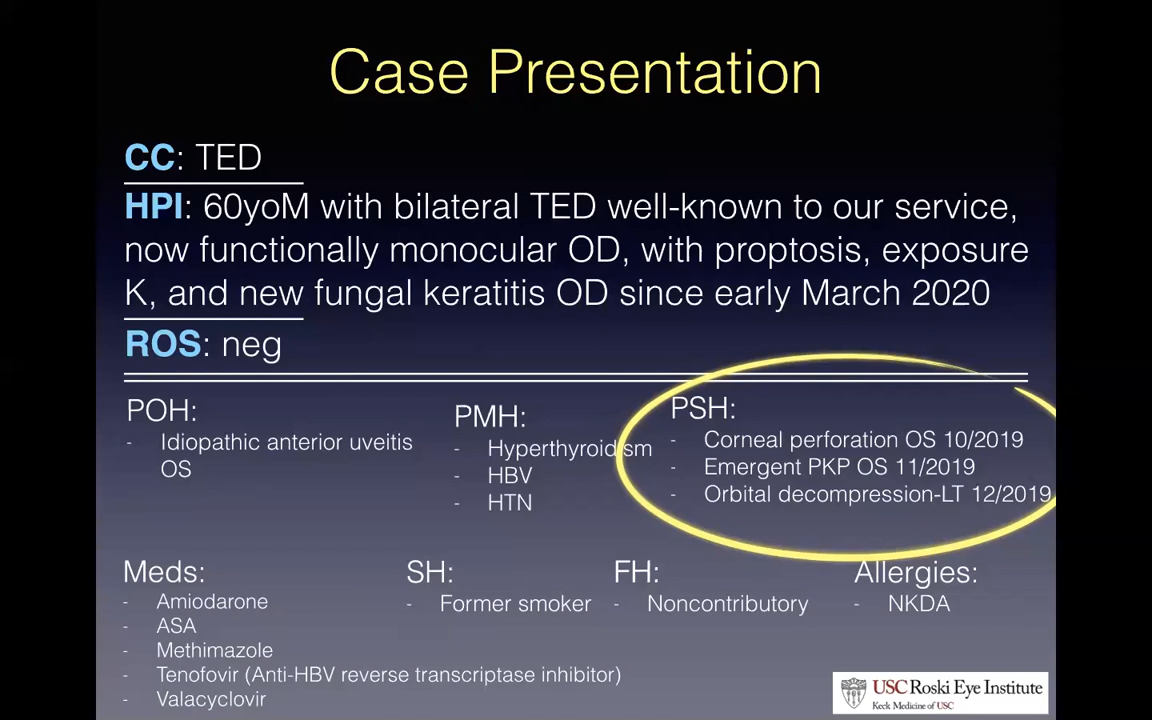 Case Presentation
CC: TED
HPI: 60yoM with bilateral TED well-known to our service,
now functionally monocular OD, with proptosis, exposure
K, and new fungal keratitis OD since early March 2020
ROS: neg
POH:
- Idiopathic anterior uveitis
OS
PMH:
- Hyperthyroidism
- HBV
- HTN
PSH:
- Corneal perforation OS 10/2019
- Emergent PKP OS 11/2019
- Orbital decompression-LT 12/2019
Meds:
- Amiodarone
- ASA
- Methimazole
- Tenofovir (Anti-HBV reverse transcriptase inhibitor)
- Valacyclovir
SH:
- Former smoker
FH:
- Noncontributory
Allergies:
- NKDA
USC Roski Eye Institute
Keck Medicine of USC